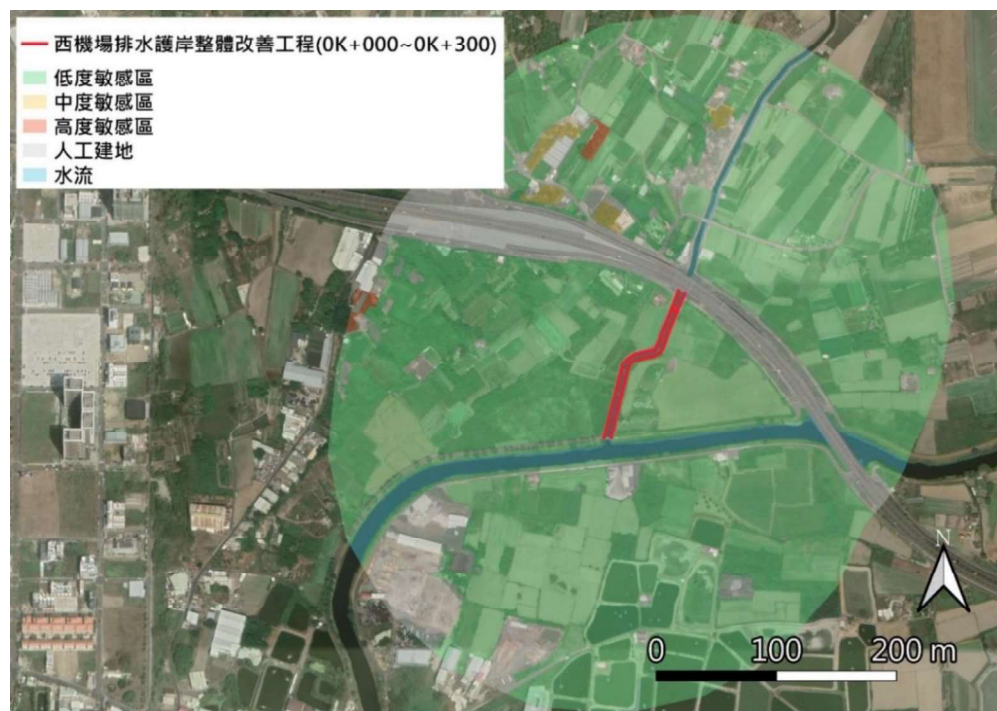 西機場排水護岸整體改善工程(0K+000~0K+300)
低度敏感區
中度敏感區
高度敏感區
人工建地
水流
N
0 100 200 m